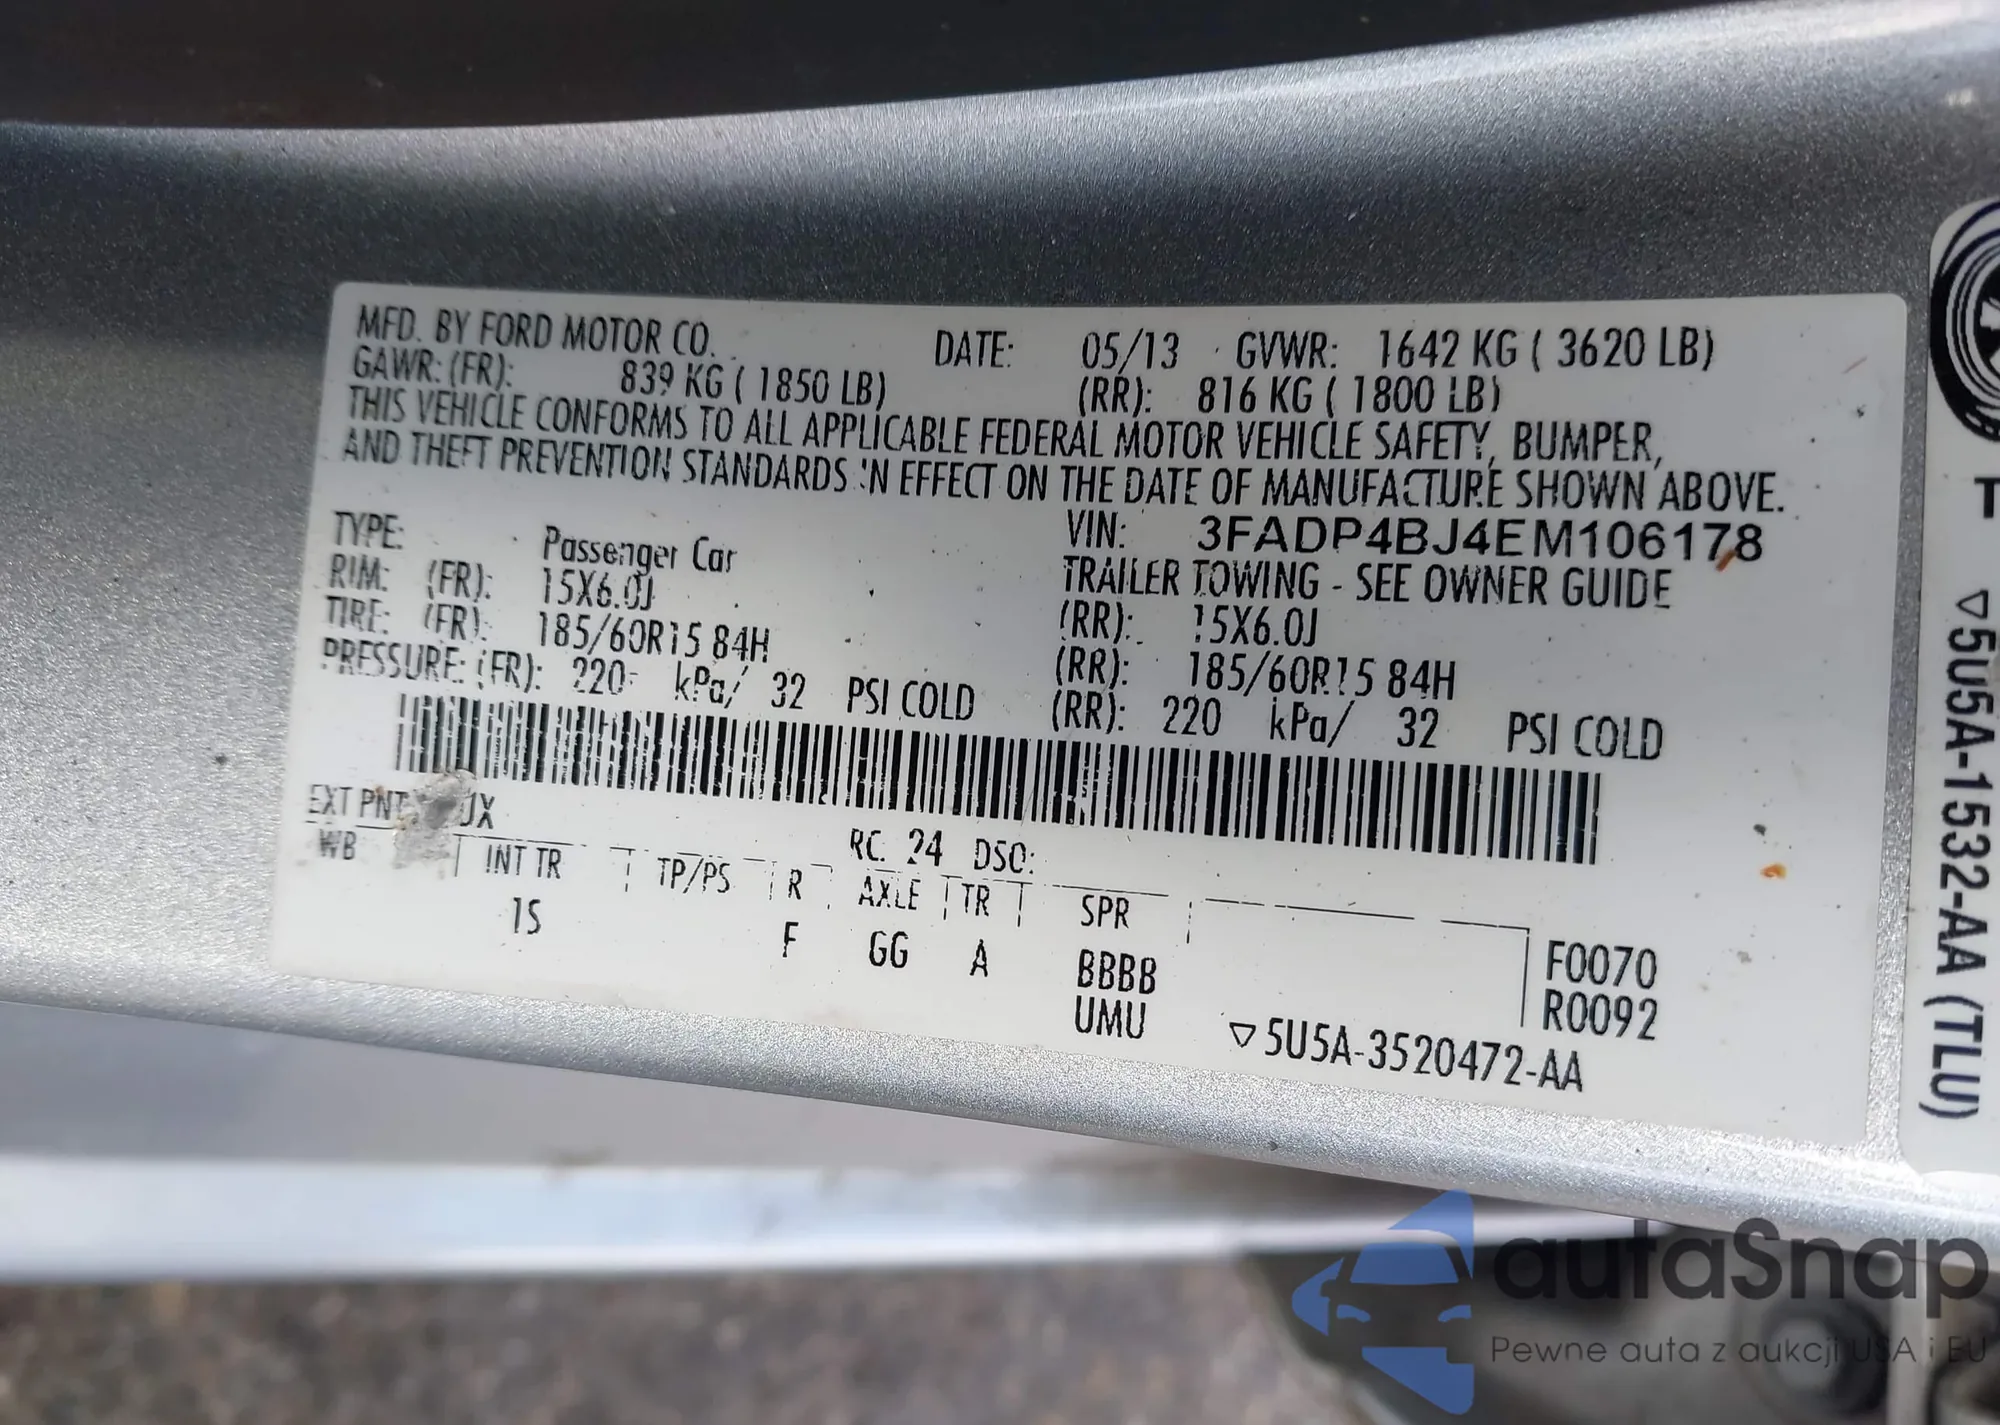 MFD. BY FORD MOTOR CO. DATE: 05/13 GVWR: 1642 KG ( 3620 LB)
GAWR: (FR): 839 KG ( 1850 LB) (RR): 816 KG ( 1800 LB)
THIS VEHICLE CONFORMS TO ALL APPLICABLE FEDERAL MOTOR VEHICLE SAFETY, BUMPER,
AND THEFT PREVENTION STANDARDS IN EFFECT ON THE DATE OF MANUFACTURE SHOWN ABOVE.
TYPE: Passenger Car VIN: 3FADP4BJ4EM106178
TRAILER TOWING - SEE OWNER GUIDE
RIM: (FR): 15X6.0J (RR): 15X6.0J
TIRE: (FR): 185/60R15 84H (RR): 185/60R15 84H
PRESSURE: (FR): 220 kPa/ 32 PSI COLD (RR): 220 kPa/ 32 PSI COLD
EXT PNT: UX RC: 24 DSO:
WB INT TR TP/PS R AXLE TR SPR
1S F GG A BBBB F0070
UMU R0092
▽5U5A-3520472-AA
T
▽5U5A-1532-AA (TLU)
autaSnap
Pewne auta z aukcji USA i EU